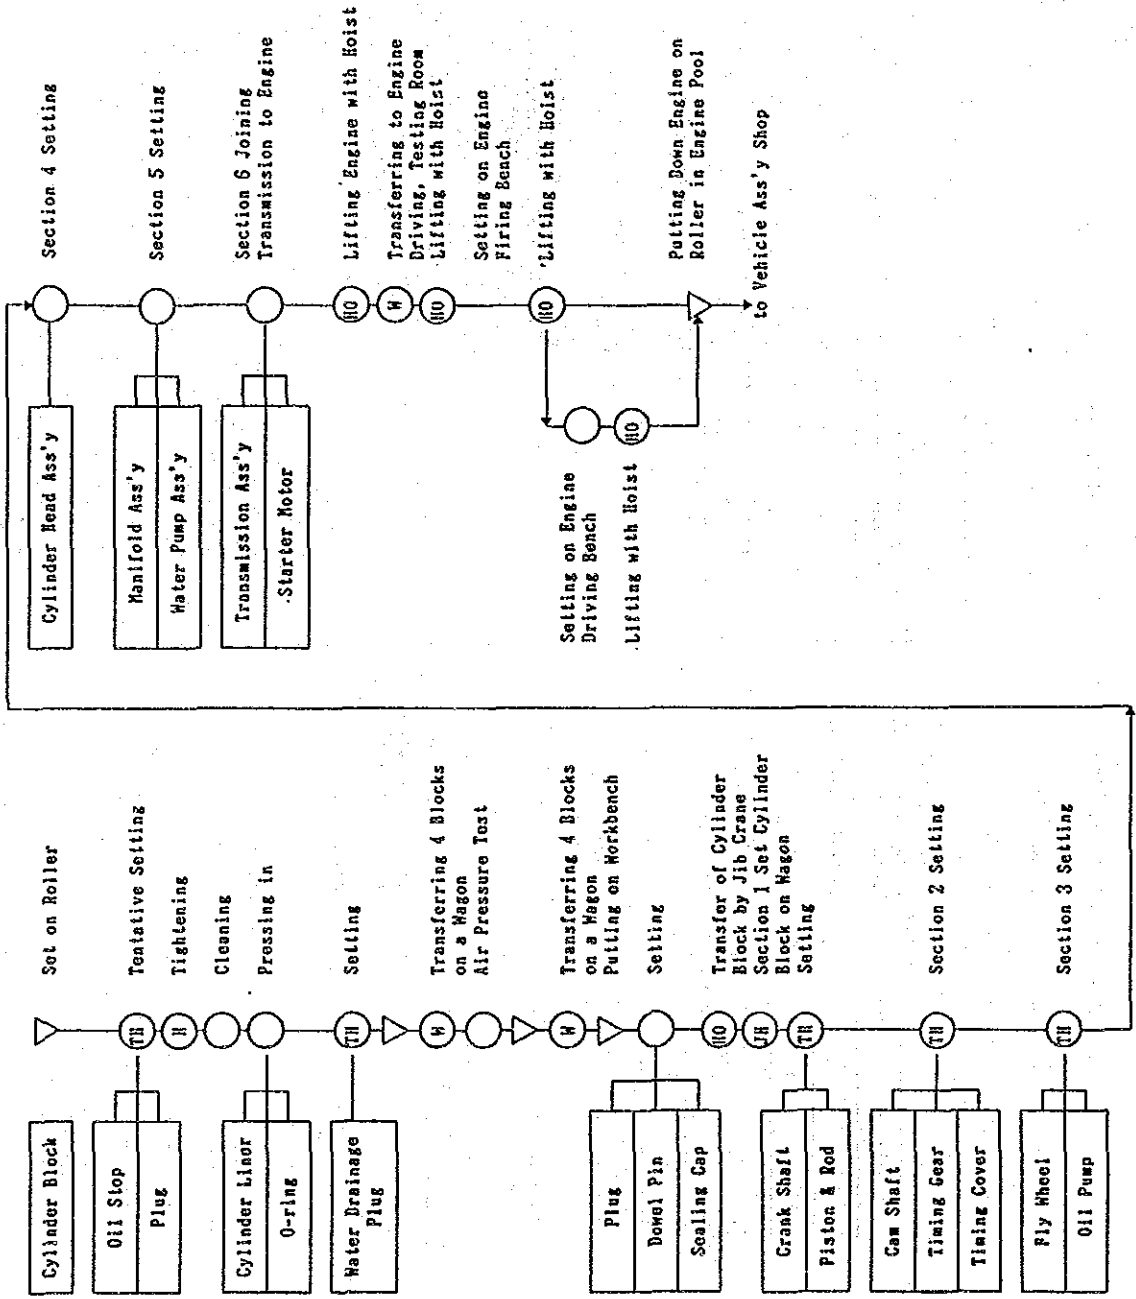 Cylinder Block
Set on Roller
Oil Stop
Plug
TH
Tentative Setting
H
Tightening
Cleaning
Cylinder Liner
O-ring
Pressing in
Water Drainage
Plug
TH
Setting
W
Transferring 4 Blocks
on a Wagon
Air Pressure Test
W
Transferring 4 Blocks
on a Wagon
Putting on Workbench
Plug
Dowel Pin
Sealing Cap
Setting
HO
Transfer of Cylinder
Block by Jib Crane
JH
Section 1 Set Cylinder
Block on Wagon
Crank Shaft
Piston & Rod
TH
Setting
Cam Shaft
Timing Gear
Timing Cover
TH
Section 2 Setting
Fly Wheel
Oil Pump
TH
Section 3 Setting
Cylinder Head Ass'y
Section 4 Setting
Manifold Ass'y
Water Pump Ass'y
Section 5 Setting
Transmission Ass'y
Starter Motor
Section 6 Joining
Transmission to Engine
HO
Lifting Engine with Hoist
W
Transferring to Engine
Driving, Testing Room
HO
Lifting with Hoist
Setting on Engine
Firing Bench
HO
Lifting with Hoist
Setting on Engine
Driving Bench
HO
Lifting with Hoist
Putting Down Engine on
Roller in Engine Pool
to Vehicle Ass'y Shop